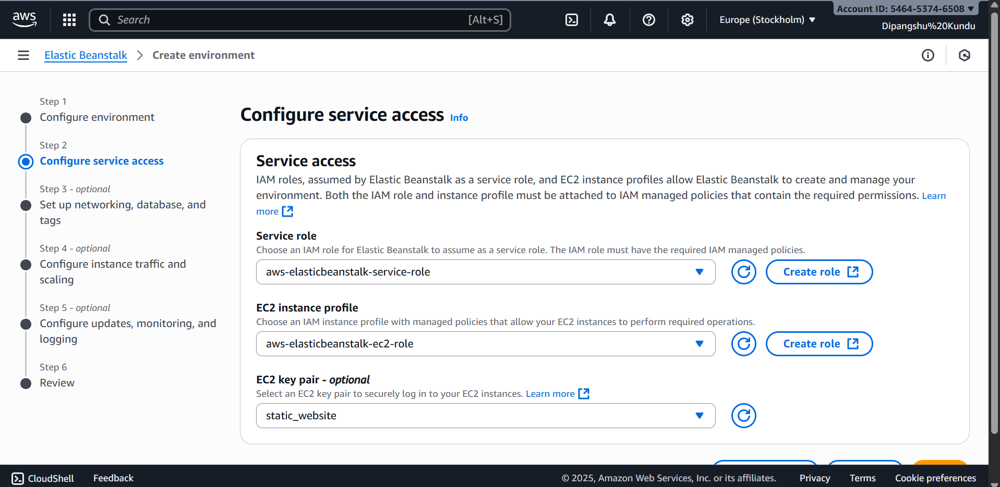 aws
Search
[Alt+S]
Europe (Stockholm)
Account ID: 5464-5374-6508
Dipangshu%20Kundu
Elastic Beanstalk
Create environment
Step 1
Configure environment
Step 2
Configure service access
Step 3 - optional
Set up networking, database, and
tags
Step 4 - optional
Configure instance traffic and
scaling
Step 5 - optional
Configure updates, monitoring, and
logging
Step 6
Review
Configure service access Info
Service access
IAM roles, assumed by Elastic Beanstalk as a service role, and EC2 instance profiles allow Elastic Beanstalk to create and manage your
environment. Both the IAM role and instance profile must be attached to IAM managed policies that contain the required permissions. Learn
more
Service role
Choose an IAM role for Elastic Beanstalk to assume as a service role. The IAM role must have the required IAM managed policies.
aws-elasticbeanstalk-service-role
Create role
EC2 instance profile
Choose an IAM instance profile with managed policies that allow your EC2 instances to perform required operations.
aws-elasticbeanstalk-ec2-role
Create role
EC2 key pair - optional
Select an EC2 key pair to securely log in to your EC2 instances. Learn more
static_website
CloudShell
Feedback
© 2025, Amazon Web Services, Inc. or its affiliates.
Privacy
Terms
Cookie preferences